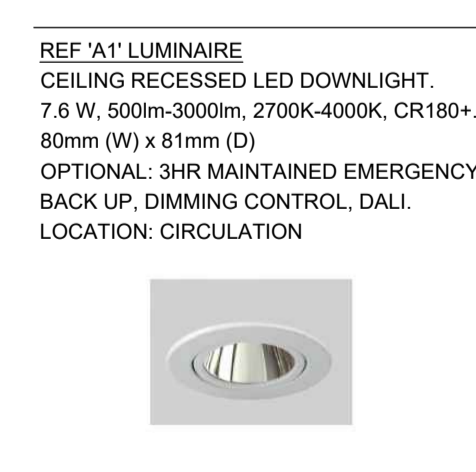 REF 'A1' LUMINAIRE
CEILING RECESSED LED DOWNLIGHT.
7.6 W, 500lm-3000lm, 2700K-4000K, CR180+.
80mm (W) x 81mm (D)
OPTIONAL: 3HR MAINTAINED EMERGENCY
BACK UP, DIMMING CONTROL, DALI.
LOCATION: CIRCULATION